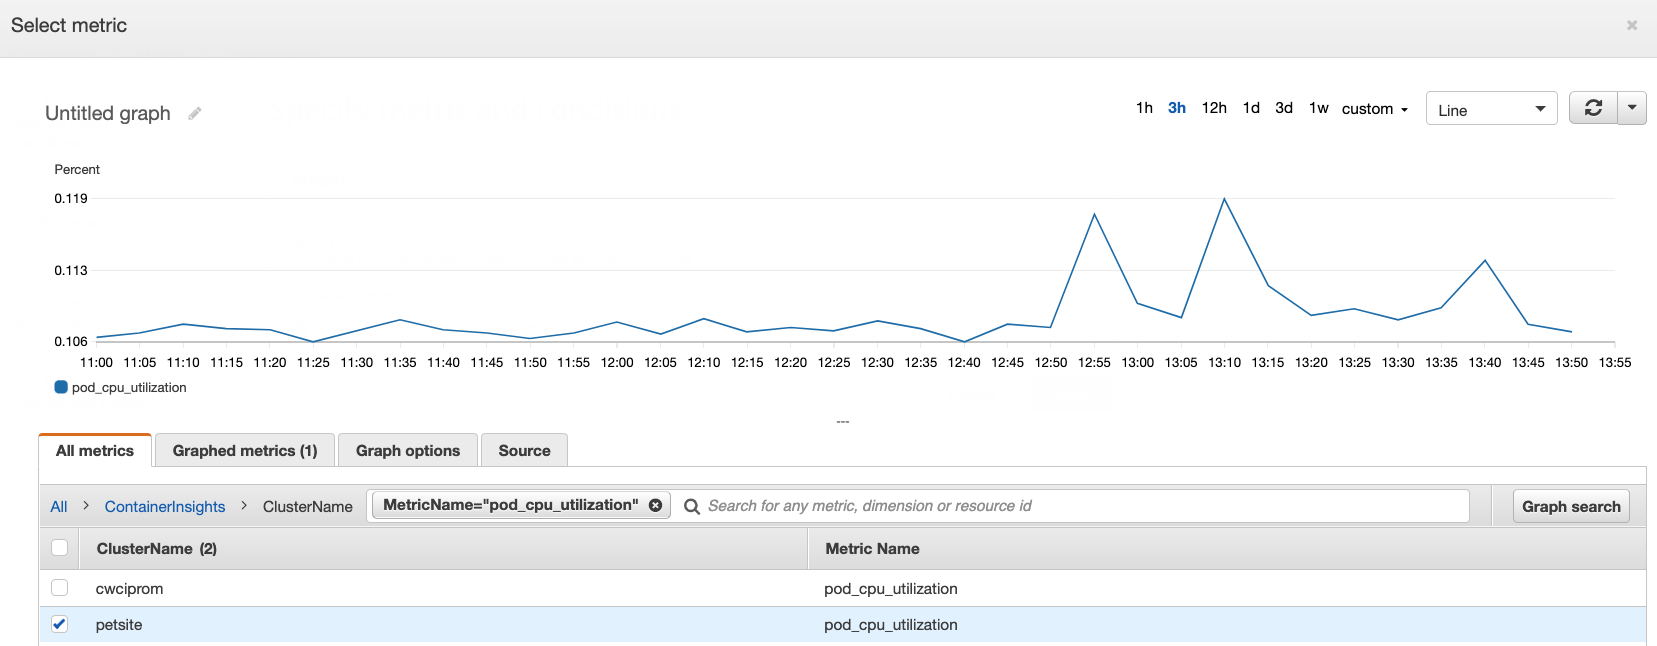 Select metric
×
Untitled graph
1h 3h 12h 1d 3d 1w custom
Line
Percent
0.119
0.113
0.106
11:00 11:05 11:10 11:15 11:20 11:25 11:30 11:35 11:40 11:45 11:50 11:55 12:00 12:05 12:10 12:15 12:20 12:25 12:30 12:35 12:40 12:45 12:50 12:55 13:00 13:05 13:10 13:15 13:20 13:25 13:30 13:35 13:40 13:45 13:50 13:55
pod_cpu_utilization
---
All metrics Graphed metrics (1) Graph options Source
All > ContainerInsights > ClusterName MetricName="pod_cpu_utilization" Search for any metric, dimension or resource id Graph search
ClusterName (2) Metric Name
cwciprom pod_cpu_utilization
petsite pod_cpu_utilization